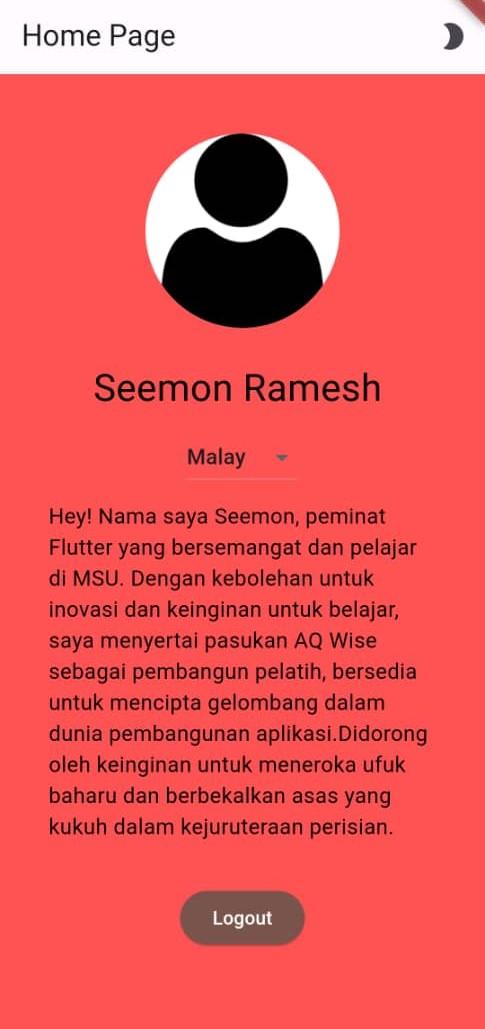 Home Page
Seemon Ramesh
Malay
Hey! Nama saya Seemon, peminat
Flutter yang bersemangat dan pelajar
di MSU. Dengan kebolehan untuk
inovasi dan keinginan untuk belajar,
saya menyertai pasukan AQ Wise
sebagai pembangun pelatih, bersedia
untuk mencipta gelombang dalam
dunia pembangunan aplikasi.Didorong
oleh keinginan untuk meneroka ufuk
baharu dan berbekalkan asas yang
kukuh dalam kejuruteraan perisian.
Logout